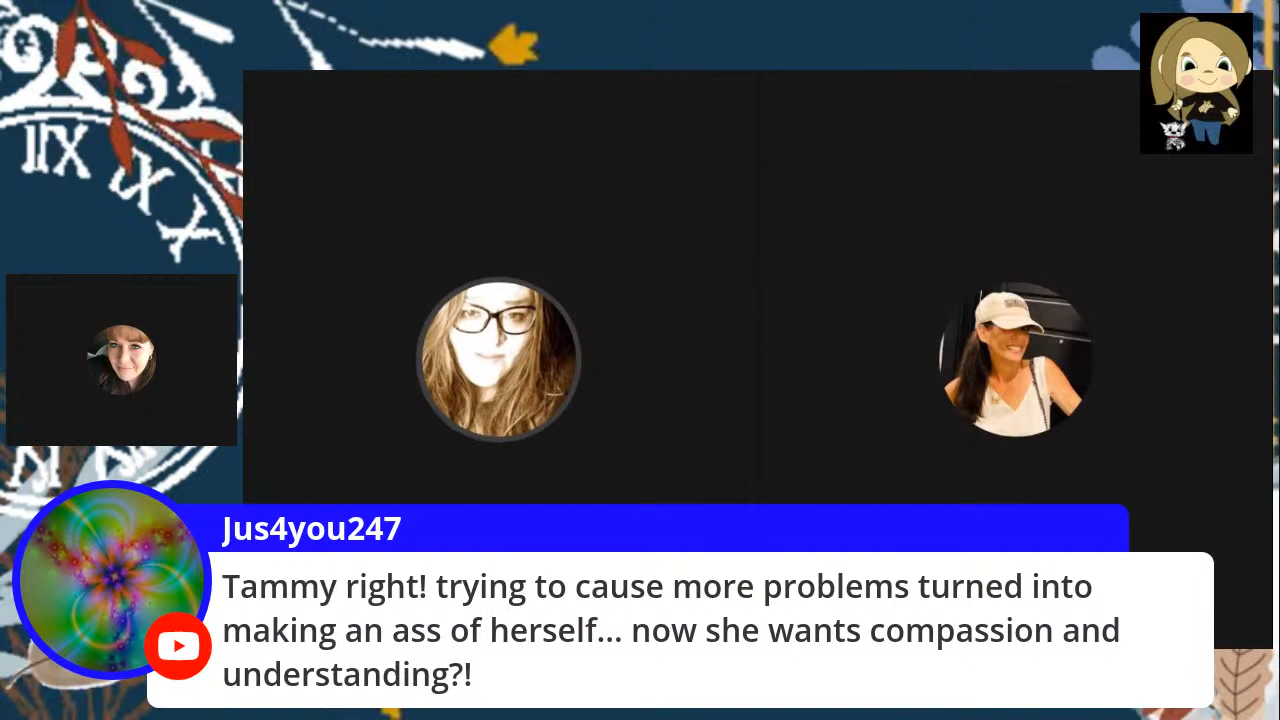 IX
X
Jus4you247
Tammy right! trying to cause more problems turned into
making an ass of herself... now she wants compassion and
understanding?!